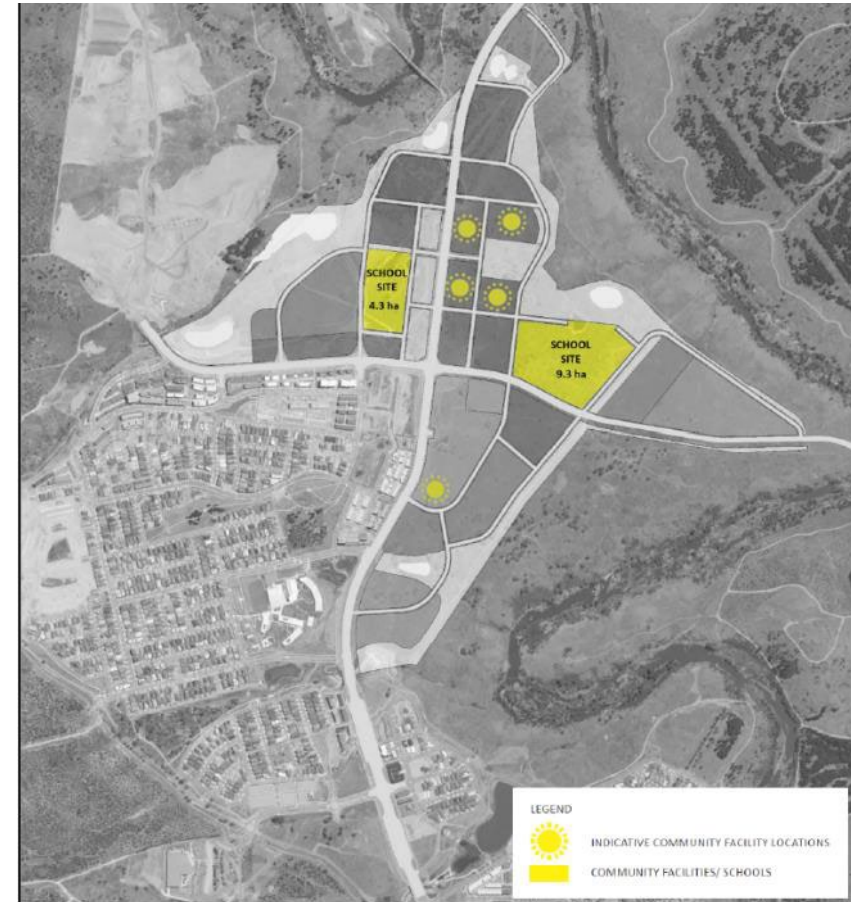 SCHOOL
SITE
4.3 ha
SCHOOL
SITE
9.3 ha
LEGEND
INDICATIVE COMMUNITY FACILITY LOCATIONS
COMMUNITY FACILITIES/ SCHOOLS